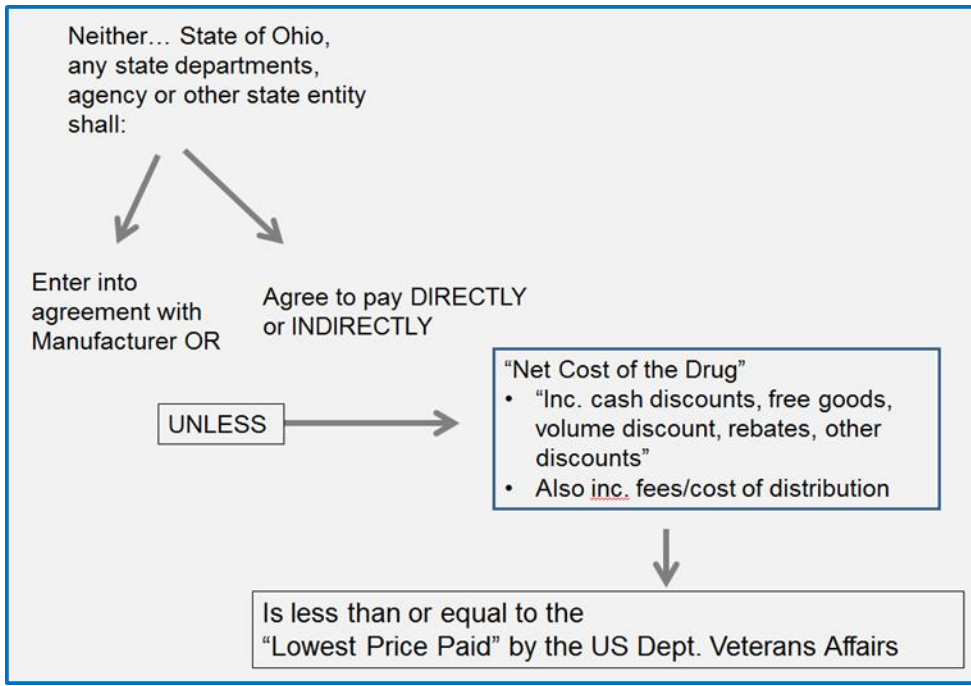 Neither… State of Ohio,
any state departments,
agency or other state entity
shall:
Enter into
agreement with
Manufacturer OR
Agree to pay DIRECTLY
or INDIRECTLY
UNLESS
“Net Cost of the Drug”
• “Inc. cash discounts, free goods,
volume discount, rebates, other
discounts”
• Also inc. fees/cost of distribution
Is less than or equal to the
“Lowest Price Paid” by the US Dept. Veterans Affairs